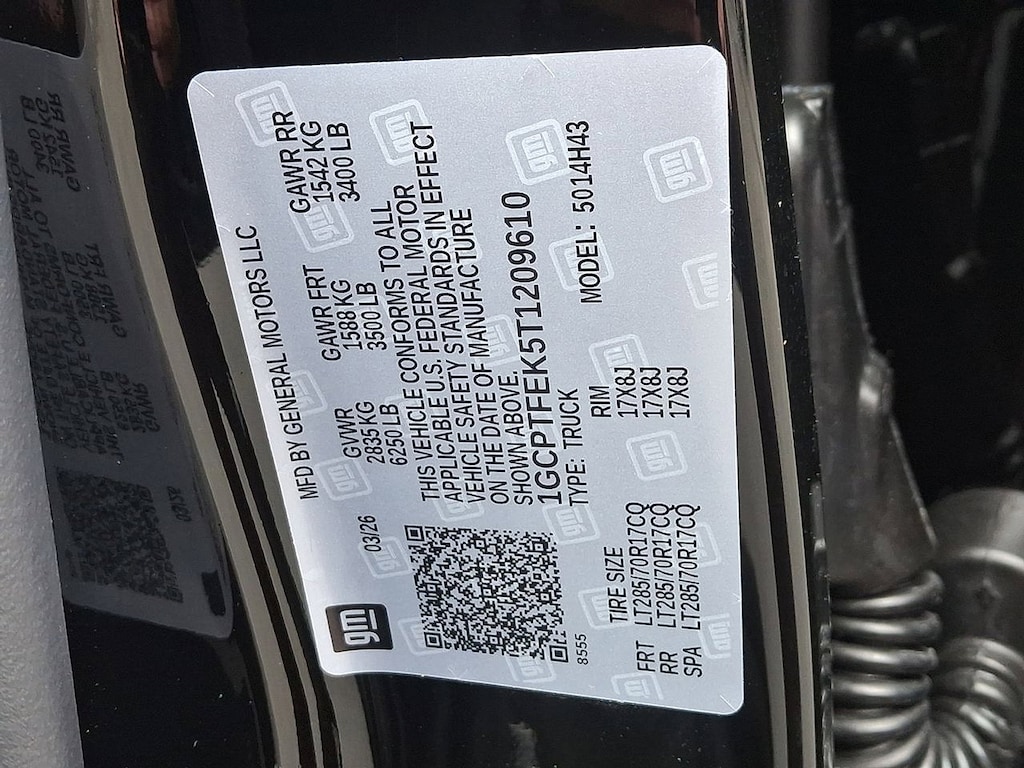 gm
MFD BY GENERAL MOTORS LLC
03/26
GVWR GAWR FRT GAWR RR
2835KG 1588 KG 1542 KG
6250 LB 3500 LB 3400 LB
THIS VEHICLE CONFORMS TO ALL
APPLICABLE U.S. FEDERAL MOTOR
VEHICLE SAFETY STANDARDS IN EFFECT
ON THE DATE OF MANUFACTURE
SHOWN ABOVE.
1GCPTFEK5T1209610
8555
TYPE: TRUCK MODEL: 5014H43
TIRE SIZE RIM
FRT LT285/70R17CQ 17X8J
RR LT285/70R17CQ 17X8J
SPA LT285/70R17CQ 17X8J